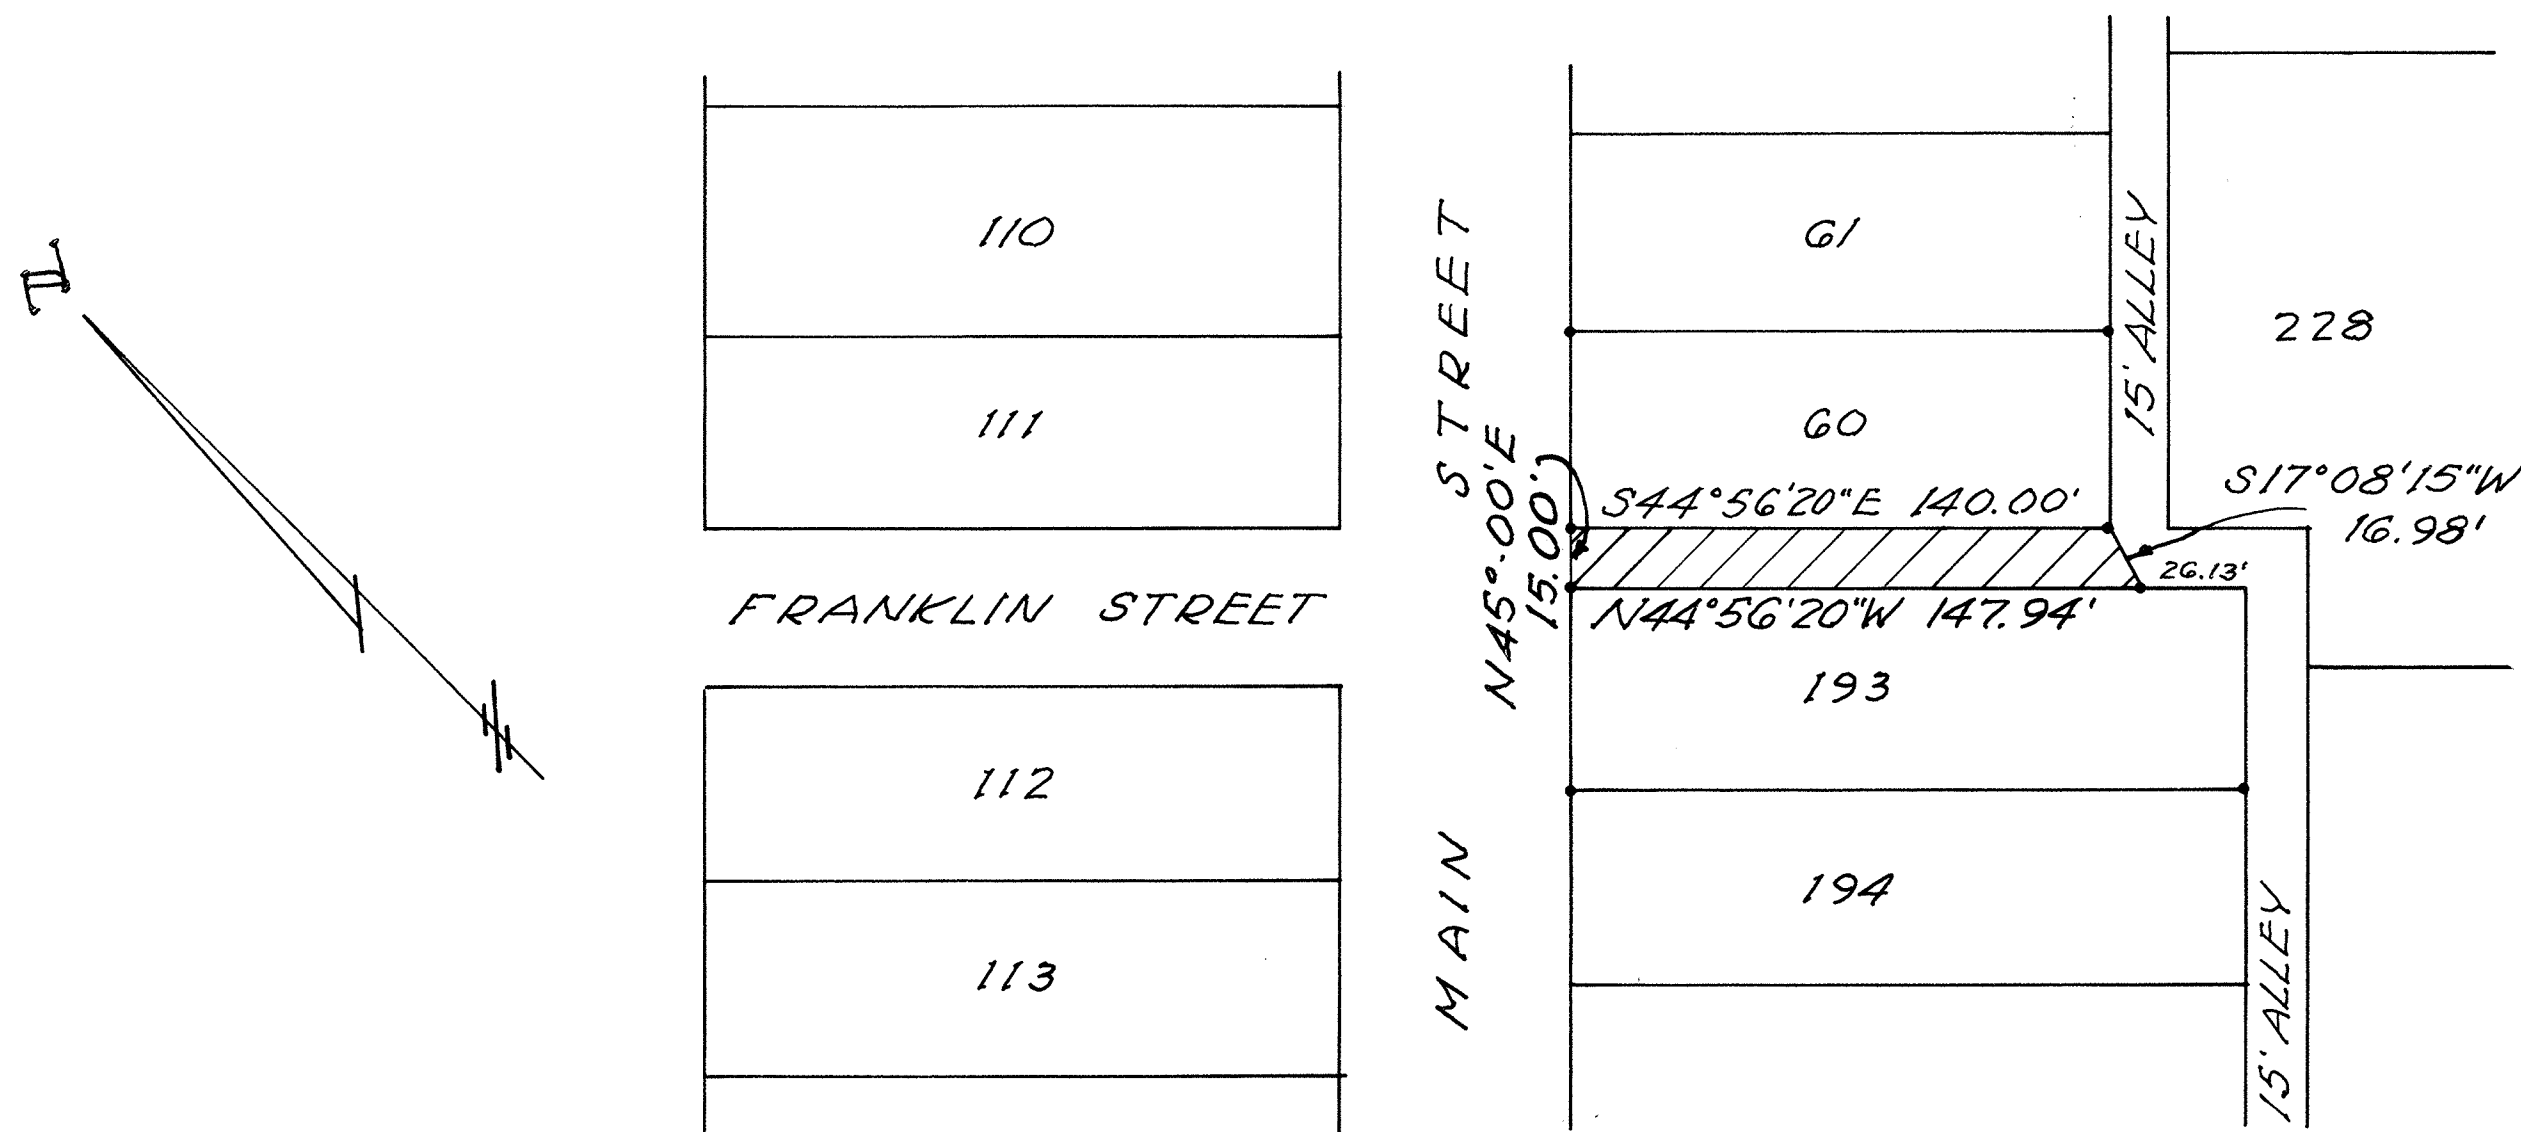 N
110
111
FRANKLIN STREET
112
113
MAIN STREET
N45°-00'E
15.00'
61
60
S44°56'20"E 140.00'
N44°56'20"W 147.94'
193
194
15' ALLEY
228
S17°08'15"W
16.98'
26.13'
15' ALLEY